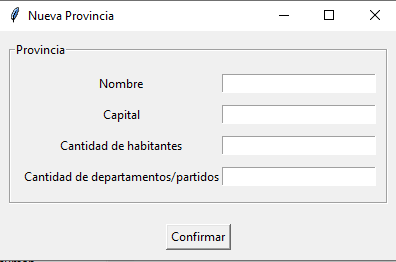 Nueva Provincia
Provincia
Nombre
Capital
Cantidad de habitantes
Cantidad de departamentos/partidos
Confirmar